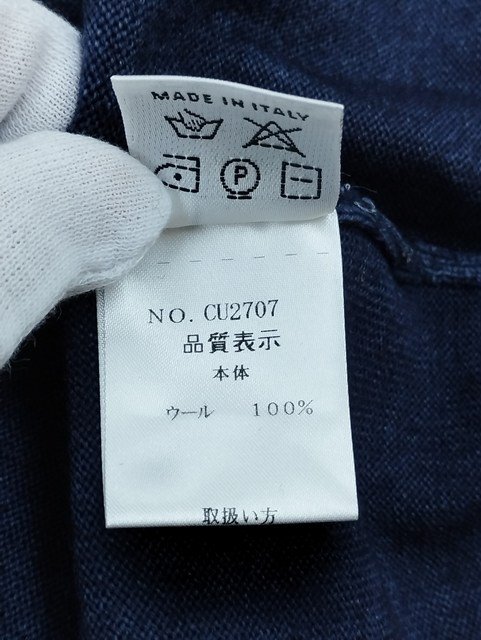 MADE IN ITALY
P
NO. CU2707
品質表示
本体
ウール 100%
取扱い方